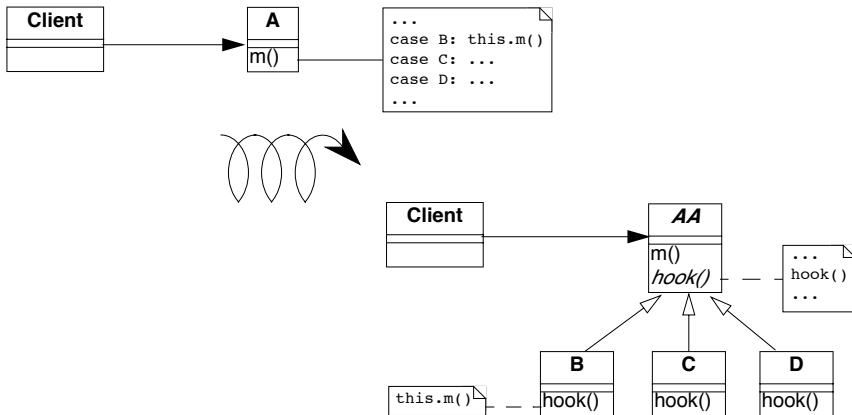 Client
A
m()
...
case B: this.m()
case C: ...
case D: ...
...
Client
AA
m()
hook()
...
hook()
...
B
C
D
this.m()
hook()
hook()
hook()